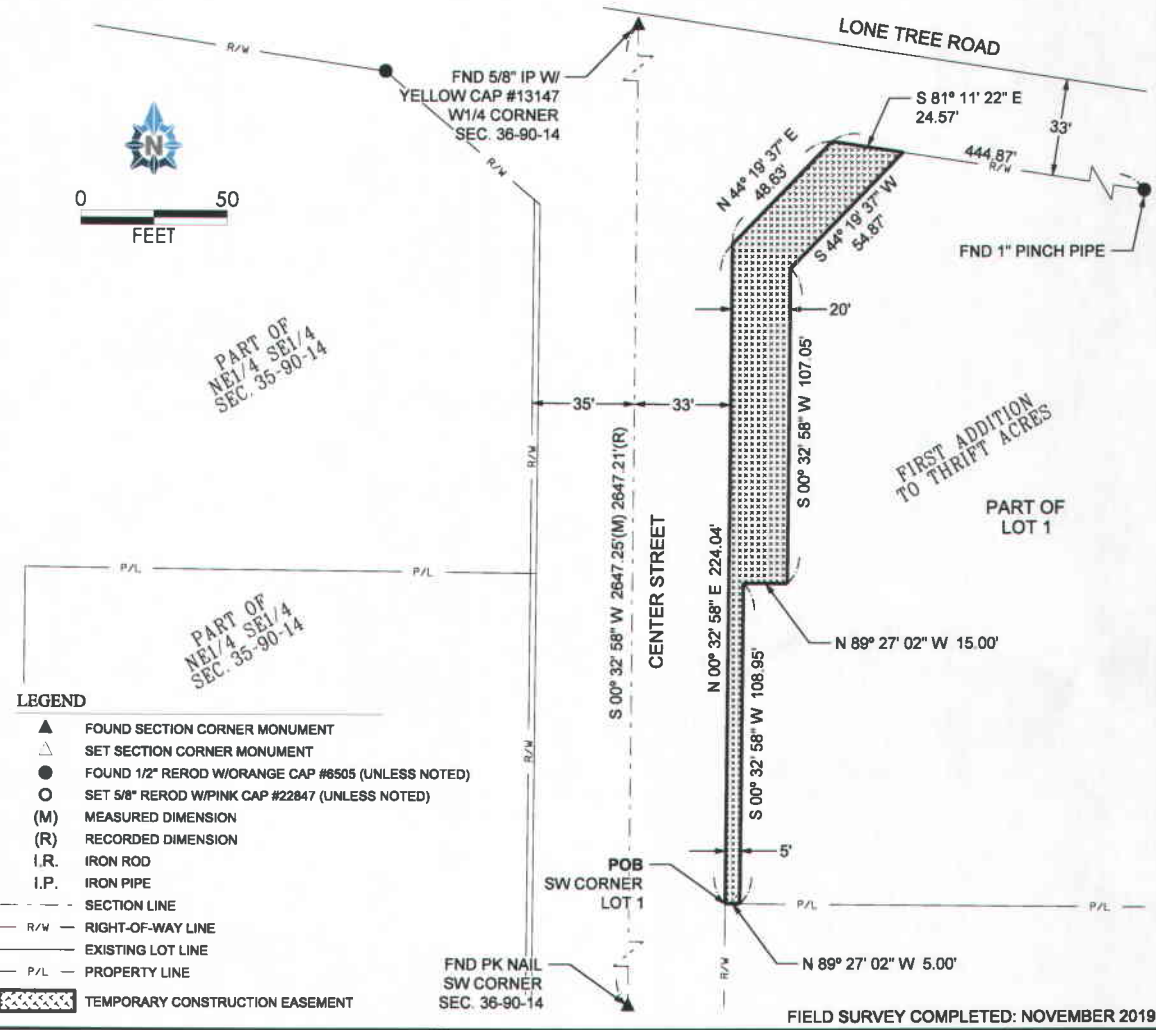 LONE TREE ROAD
R/W
FND 5/8" IP W/
YELLOW CAP #13147
W1/4 CORNER
SEC. 36-90-14
R/W
N
0 50
FEET
S 81° 11' 22" E
24.57'
33'
444.87'
R/W
N 44° 19' 37" E
48.63'
S 44° 19' 37" W
54.87'
FND 1" PINCH PIPE
20'
PART OF
NE1/4 SE1/4
SEC. 35-90-14
35'
33'
S 00° 32' 58" W 107.05'
FIRST ADDITION
TO THRIFT ACRES
PART OF
LOT 1
R/W
S 00° 32' 58" W 2647.25'(M) 2647.21'(R)
CENTER STREET
N 00° 32' 58" E 224.04'
P/L
P/L
PART OF
NE1/4 SE1/4
SEC. 35-90-14
N 89° 27' 02" W 15.00'
S 00° 32' 58" W 108.95'
R/W
5'
POB
SW CORNER
LOT 1
P/L
P/L
N 89° 27' 02" W 5.00'
R/W
FND PK NAIL
SW CORNER
SEC. 36-90-14
LEGEND
FOUND SECTION CORNER MONUMENT
SET SECTION CORNER MONUMENT
FOUND 1/2" REROD W/ORANGE CAP #6505 (UNLESS NOTED)
SET 5/8" REROD W/PINK CAP #22847 (UNLESS NOTED)
(M) MEASURED DIMENSION
(R) RECORDED DIMENSION
I.R. IRON ROD
I.P. IRON PIPE
SECTION LINE
R/W RIGHT-OF-WAY LINE
EXISTING LOT LINE
P/L PROPERTY LINE
TEMPORARY CONSTRUCTION EASEMENT
FIELD SURVEY COMPLETED: NOVEMBER 2019